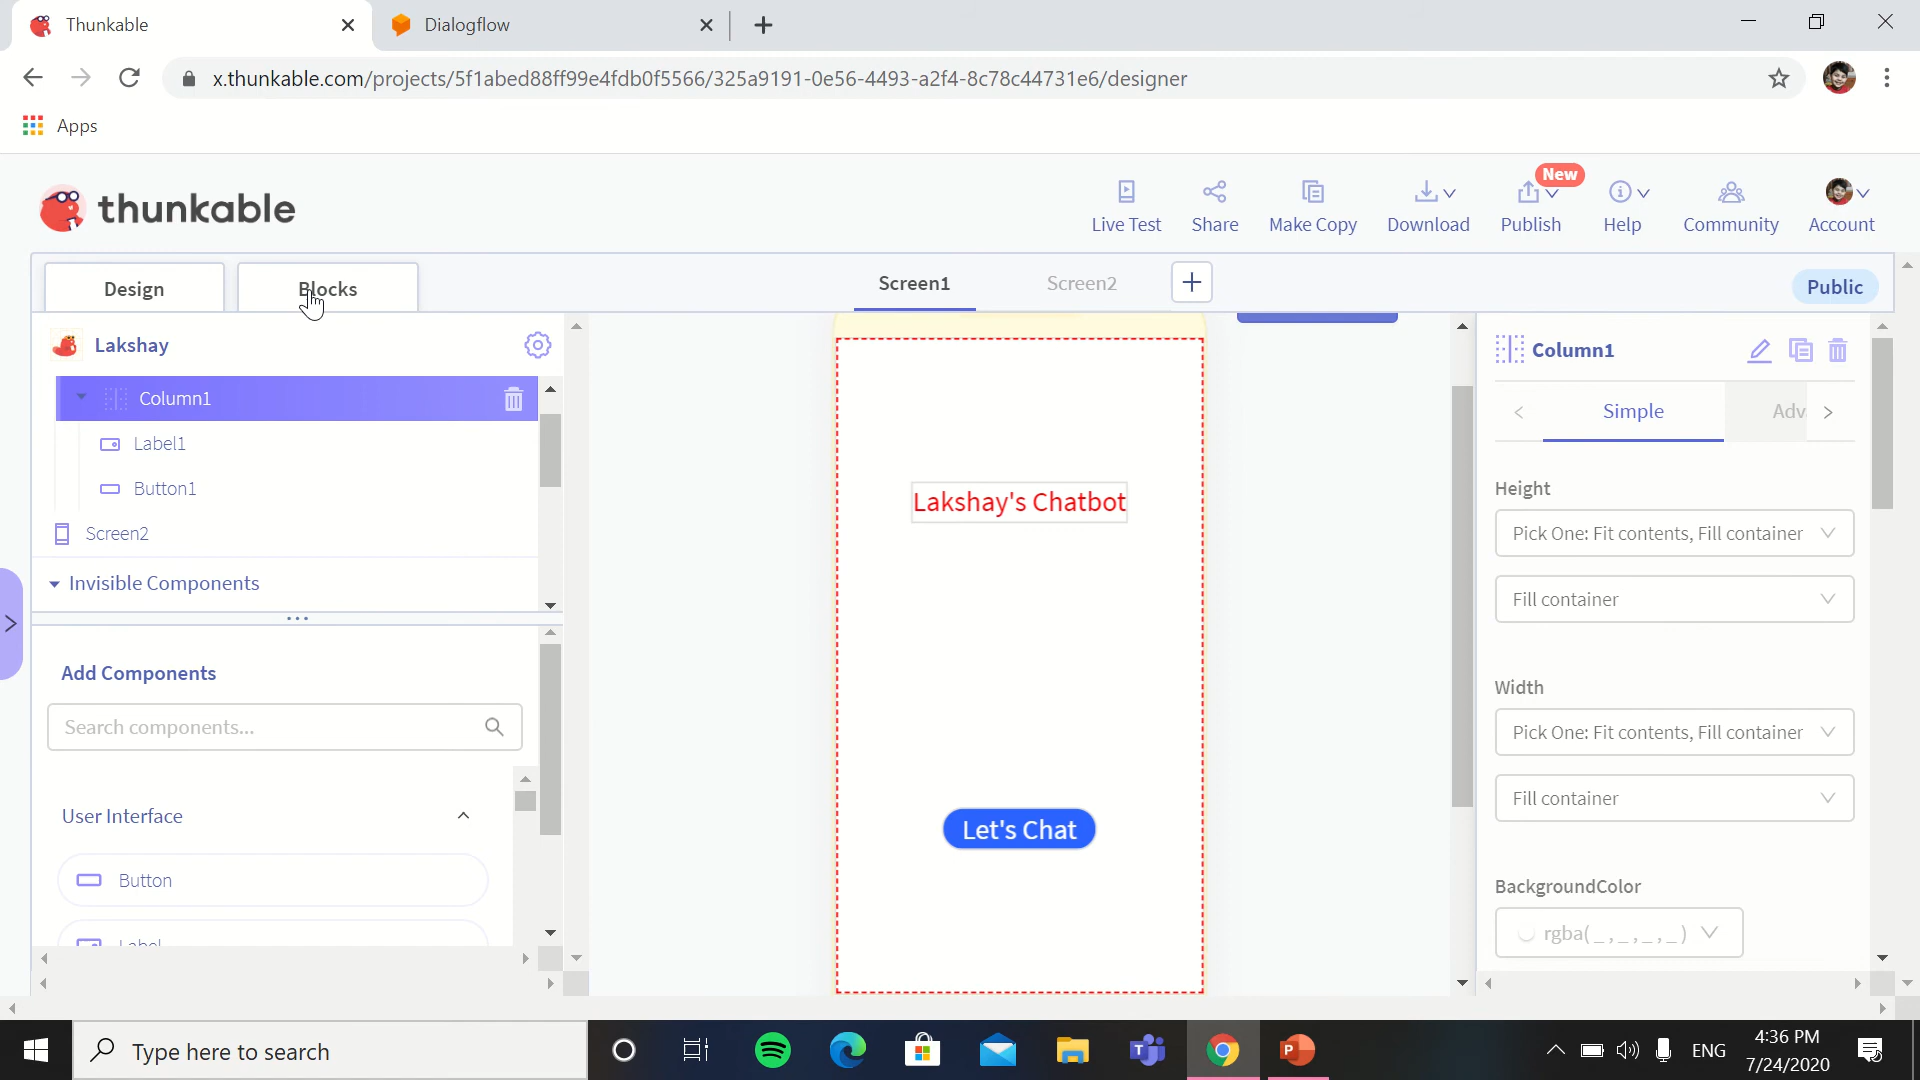 Thunkable
Dialogflow
x.thunkable.com/projects/5f1abed88ff99e4fdb0f5566/325a9191-0e56-4493-a2f4-8c78c44731e6/designer
Apps
thunkable
New
Live Test
Share
Make Copy
Download
Publish
Help
Community
Account
Design
Blocks
Screen1
Screen2
Public
Lakshay
Column1
Label1
Button1
Screen2
Invisible Components
Add Components
Search components...
User Interface
Button
Label
Lakshay's Chatbot
Let's Chat
Column1
Simple
Adv
Height
Pick One: Fit contents, Fill container
Fill container
Width
Pick One: Fit contents, Fill container
Fill container
BackgroundColor
rgba( _ , _ , _ , _ )
Type here to search
ENG
4:36 PM
7/24/2020